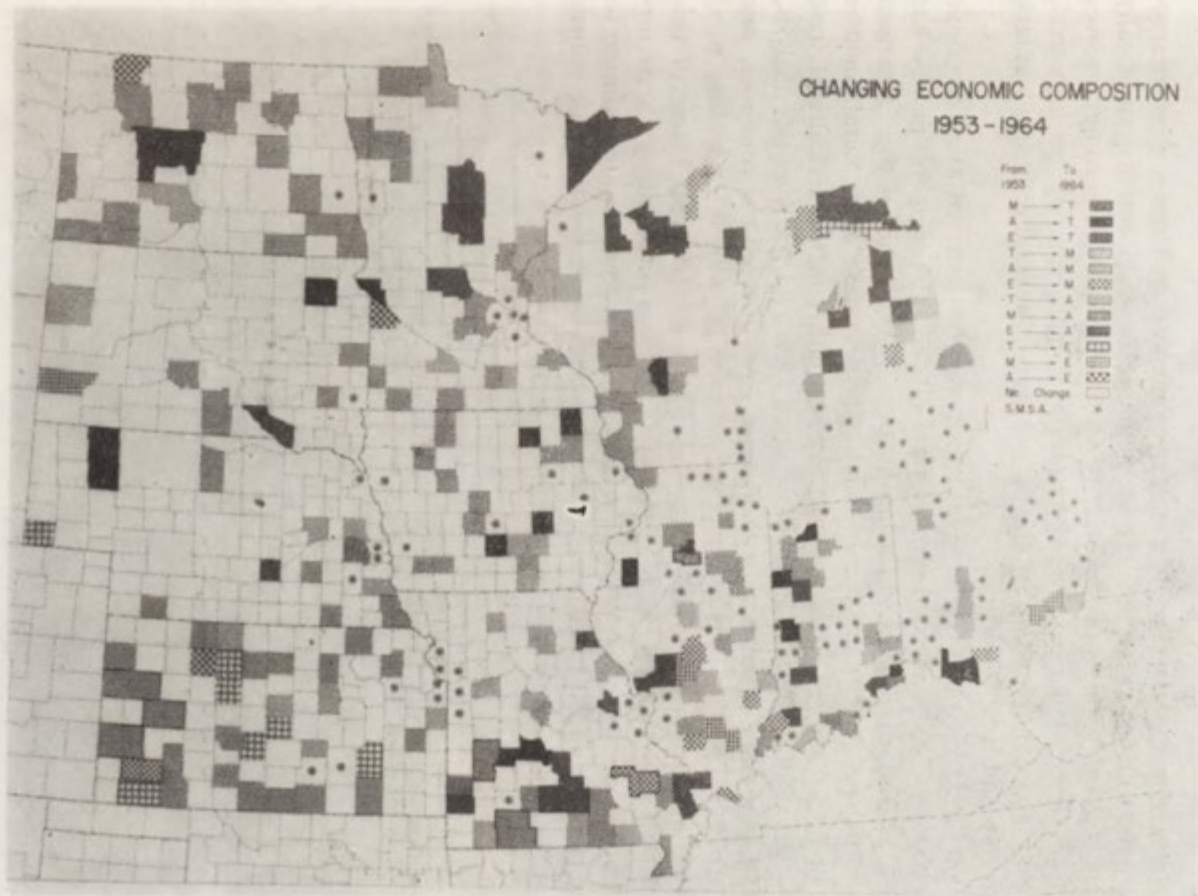 CHANGING ECONOMIC COMPOSITION
1953-1964
From To
1953 1964
M T
A T
E T
T M
A M
E M
T A
M A
E A
T E
M E
A E
No Change
S.M.S.A.